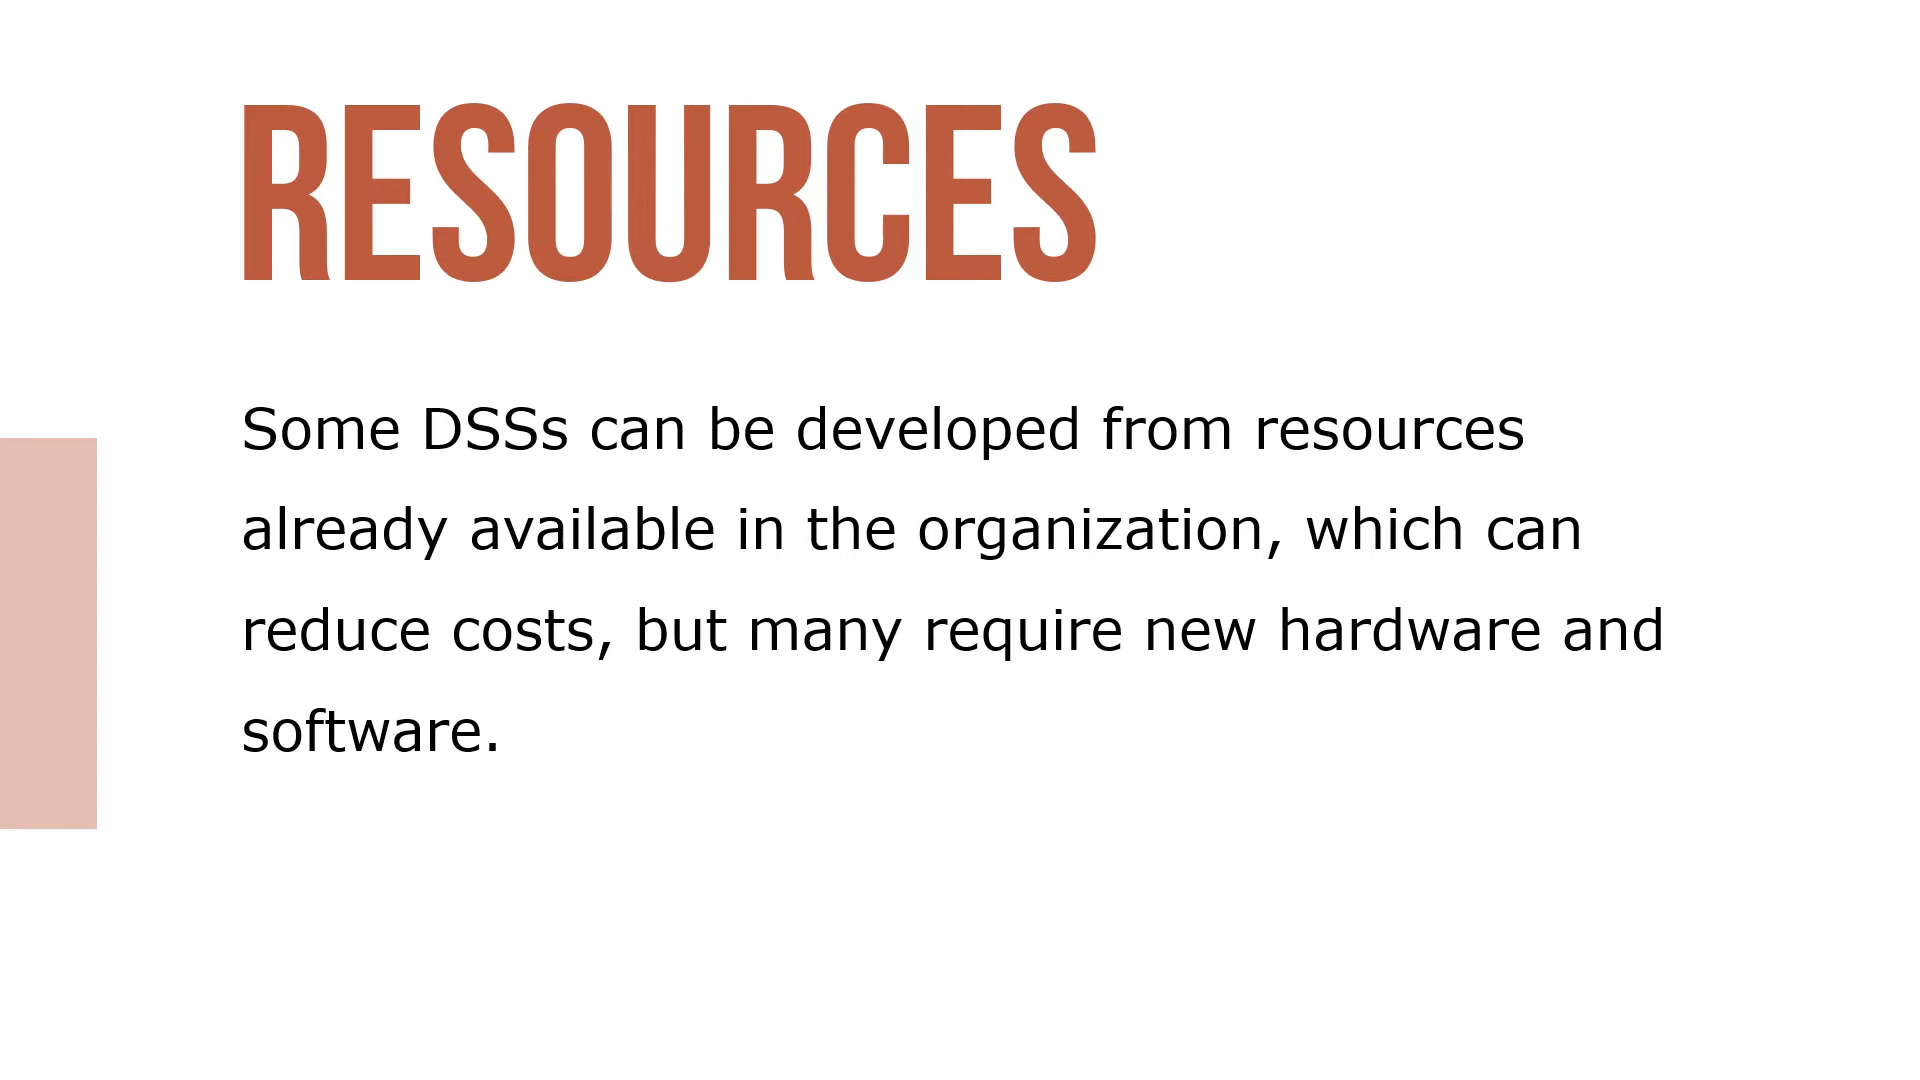 RESOURCES
Some DSSs can be developed from resources
already available in the organization, which can
reduce costs, but many require new hardware and
software.